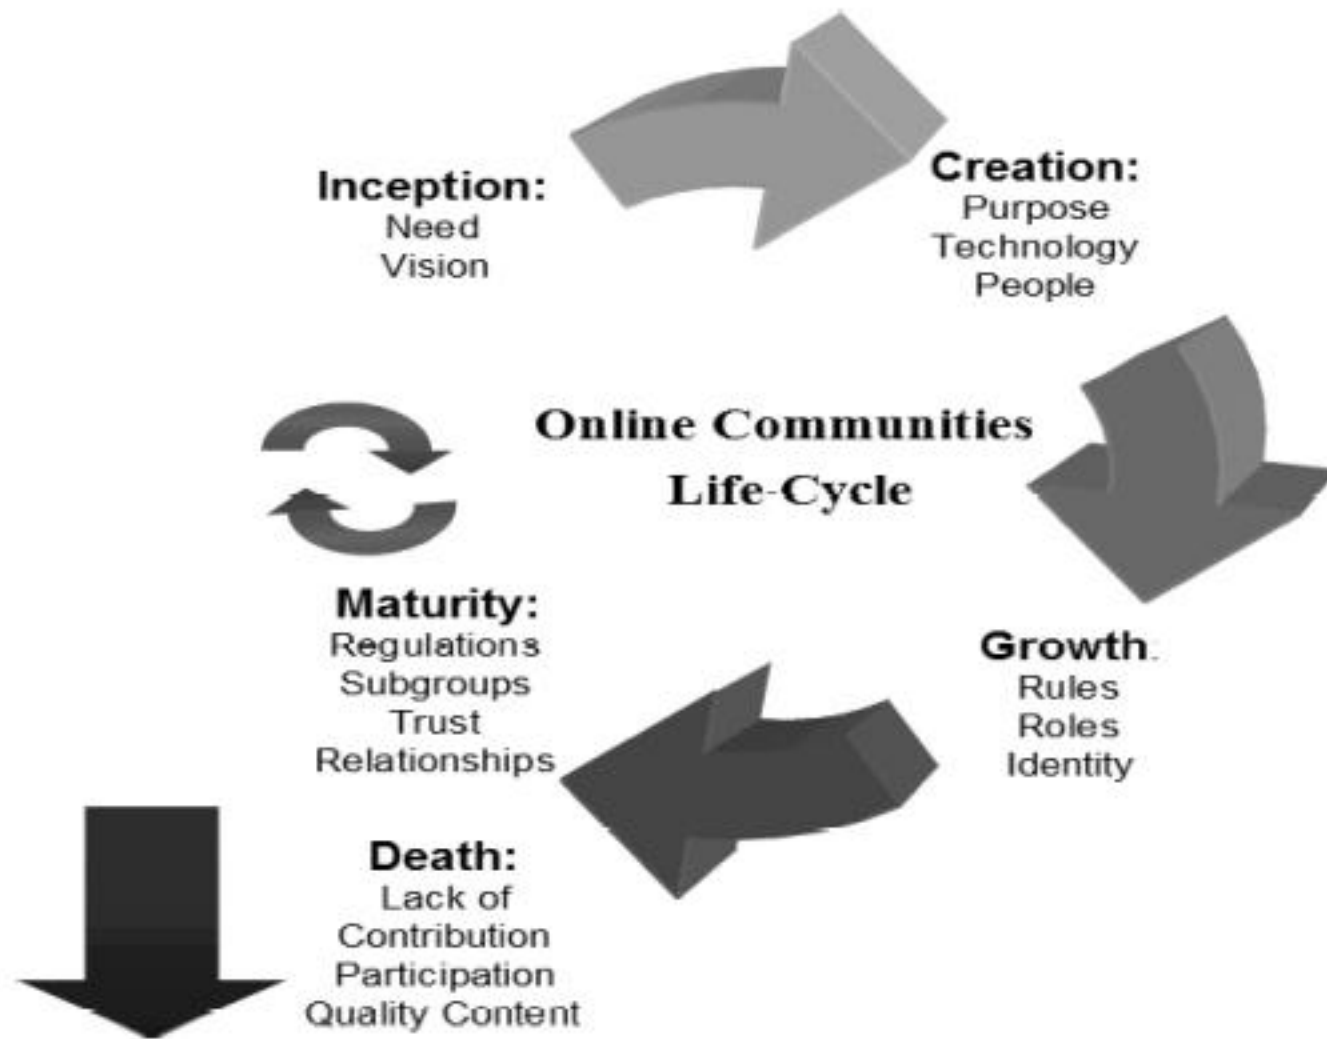 Inception:
Need
Vision
Creation:
Purpose
Technology
People
Online Communities
Life-Cycle
Maturity:
Regulations
Subgroups
Trust
Relationships
Growth:
Rules
Roles
Identity
Death:
Lack of
Contribution
Participation
Quality Content